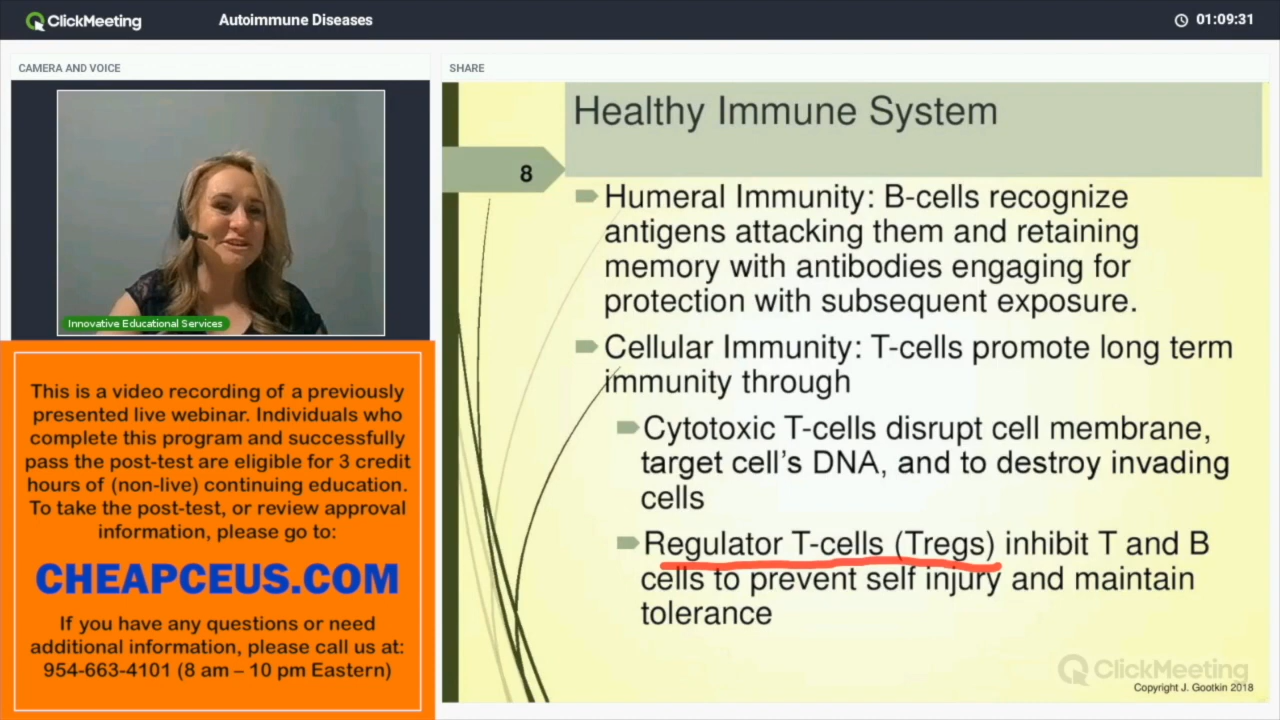 ClickMeeting
Autoimmune Diseases
01:09:31
CAMERA AND VOICE
SHARE
Innovative Educational Services
This is a video recording of a previously
presented live webinar. Individuals who
complete this program and successfully
pass the post-test are eligible for 3 credit
hours of (non-live) continuing education.
To take the post-test, or review approval
information, please go to:
CHEAPCEUS.COM
If you have any questions or need
additional information, please call us at:
954-663-4101 (8 am – 10 pm Eastern)
Healthy Immune System
8
Humeral Immunity: B-cells recognize
antigens attacking them and retaining
memory with antibodies engaging for
protection with subsequent exposure.
Cellular Immunity: T-cells promote long term
immunity through
Cytotoxic T-cells disrupt cell membrane,
target cell's DNA, and to destroy invading
cells
Regulator T-cells (Tregs) inhibit T and B
cells to prevent self injury and maintain
tolerance
ClickMeeting
Copyright J. Gootkin 2018